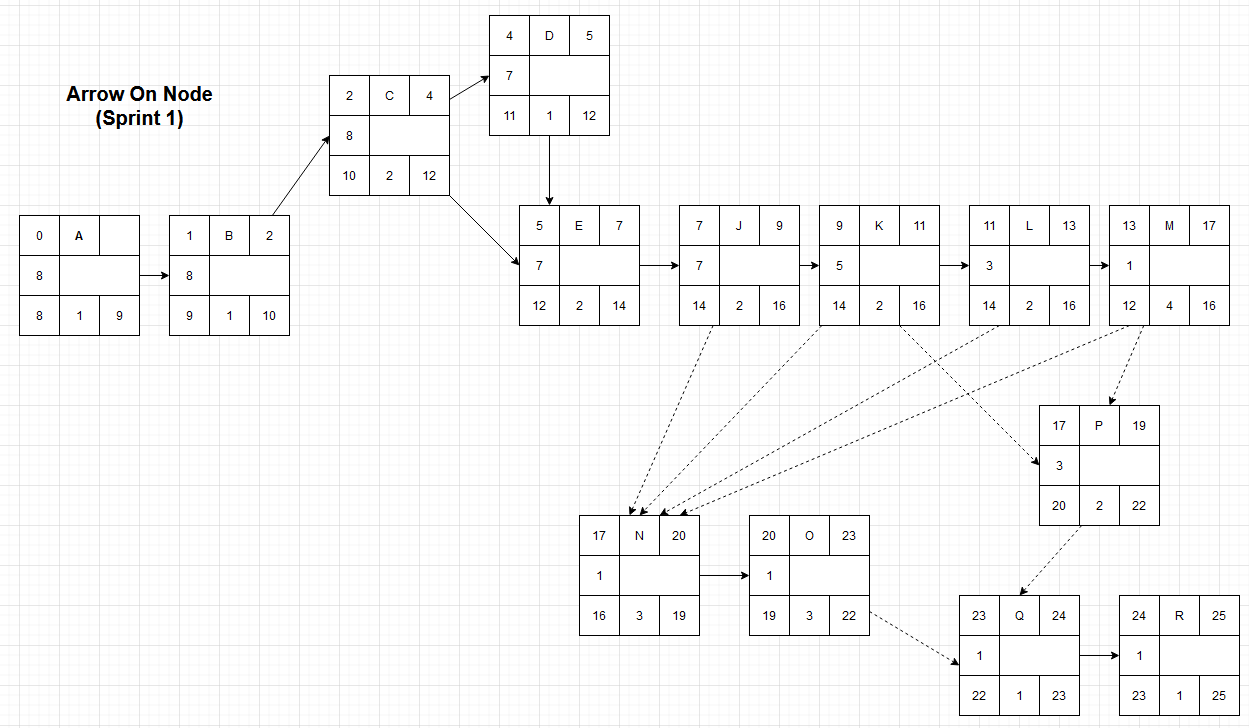 Arrow On Node
(Sprint 1)
4 D 5
7
11 1 12
2 C 4
8
10 2 12
0 A
8
8 1 9
1 B 2
8
9 1 10
5 E 7
7
12 2 14
7 J 9
7
14 2 16
9 K 11
5
14 2 16
11 L 13
3
14 2 16
13 M 17
1
12 4 16
17 P 19
3
20 2 22
17 N 20
1
16 3 19
20 O 23
1
19 3 22
23 Q 24
1
22 1 23
24 R 25
1
23 1 25